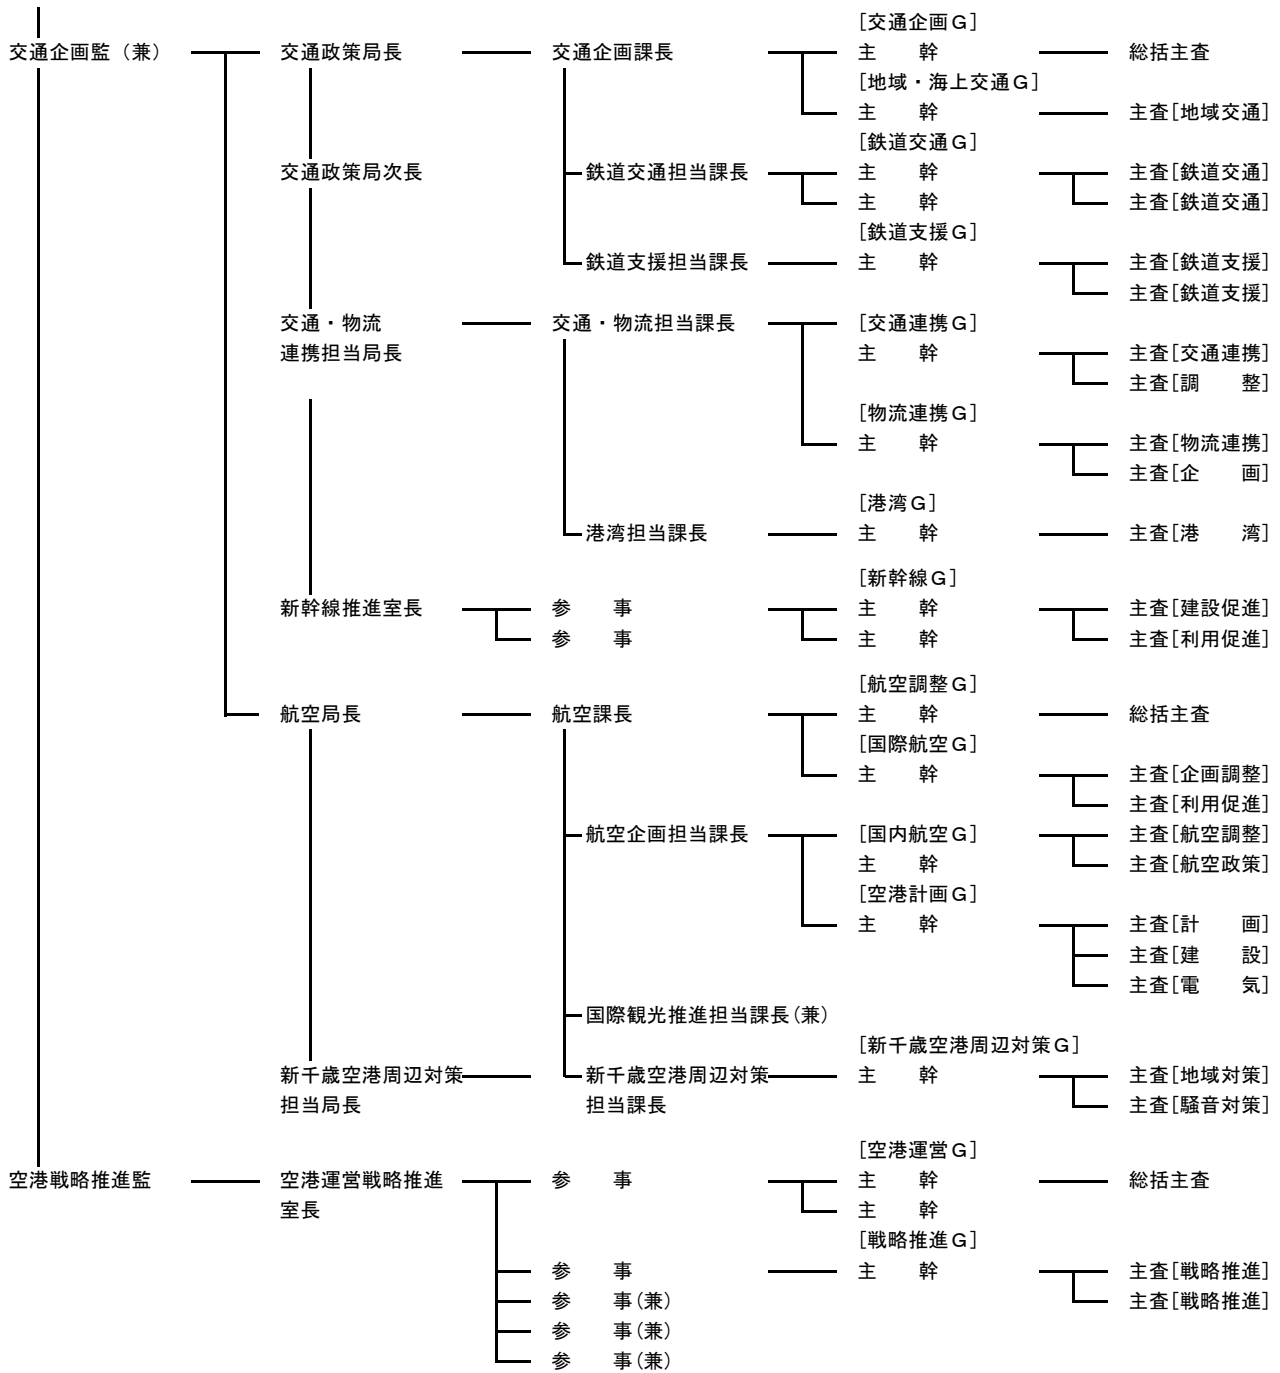 [交通企画Ｇ]
交通企画監（兼） 交通政策局長 交通企画課長 主　　幹 総括主査
[地域・海上交通Ｇ]
主　　幹 主査[地域交通]
[鉄道交通Ｇ]
交通政策局次長 鉄道交通担当課長 主　　幹 主査[鉄道交通]
主　　幹 主査[鉄道交通]
[鉄道支援Ｇ]
鉄道支援担当課長 主　　幹 主査[鉄道支援]
主査[鉄道支援]
交通・物流 交通・物流担当課長 [交通連携Ｇ]
連携担当局長 主　　幹 主査[交通連携]
主査[調　　整]
[物流連携Ｇ]
主　　幹 主査[物流連携]
主査[企　　画]
[港湾Ｇ]
港湾担当課長 主　　幹 主査[港　　湾]
[新幹線Ｇ]
新幹線推進室長 参　　事 主　　幹 主査[建設促進]
参　　事 主　　幹 主査[利用促進]
[航空調整Ｇ]
航空局長 航空課長 主　　幹 総括主査
[国際航空Ｇ]
主　　幹 主査[企画調整]
主査[利用促進]
航空企画担当課長 [国内航空Ｇ] 主査[航空調整]
主　　幹 主査[航空政策]
[空港計画Ｇ]
主　　幹 主査[計　　画]
主査[建　　設]
主査[電　　気]
国際観光推進担当課長(兼)
[新千歳空港周辺対策Ｇ]
新千歳空港周辺対策 新千歳空港周辺対策 主　　幹 主査[地域対策]
担当局長 担当課長 主査[騒音対策]
[空港運営Ｇ]
空港戦略推進監 空港運営戦略推進 参　　事 主　　幹 総括主査
室長 主　　幹
[戦略推進Ｇ]
参　　事 主　　幹 主査[戦略推進]
参　　事(兼) 主査[戦略推進]
参　　事(兼)
参　　事(兼)